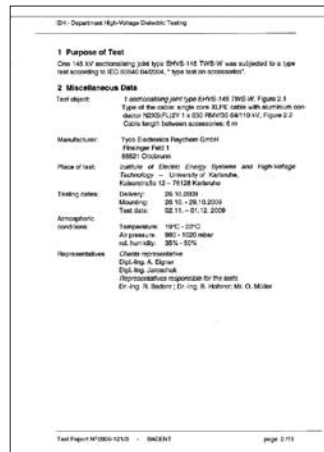 IEH - Department High-Voltage Dielectric Testing
1 Purpose of Test
One 145 kV sectionalising joint type EHVS-145 TWS-W was subjected to a type
test according to IEC 60840 04/2004, " type test on accessories".
2 Miscellaneous Data
Test object: 1 sectionalising joint type EHVS-145 TWS-W, Figure 2.1
Type of the cable: single core XLPE cable with aluminium con-
ductor N2XS(FL)2Y 1 x 630 RMV/35 64/110 kV, Figure 2.2
Cable length between accessories: 6 m
Manufacturer: Tyco Electronics Raychem GmbH
Finsinger Feld 1
85521 Ottobrunn
Place of test: Institute of Electric Energy Systems and High-Voltage
Technology – University of Karlsruhe,
Kaiserstraße 12 – 76128 Karlsruhe
Testing dates: Delivery: 26.10.2009
Mounting: 26.10. - 29.10.2009
Test date: 02.11. – 01.12. 2009
Atmospheric
conditions: Temperature: 19°C - 23°C
Air pressure: 980 - 1020 mbar
rel. humidity: 35% - 50%
Representatives Clients representative
Dipl.-Ing. A. Eigner
Dipl.-Ing. Jaroschek
Representatives responsible for the tests
Dr.-Ing. R. Badent ; Dr.-Ing. B. Hoferer; Mr. O. Müller
Test Report N° - BADENT page 2 /